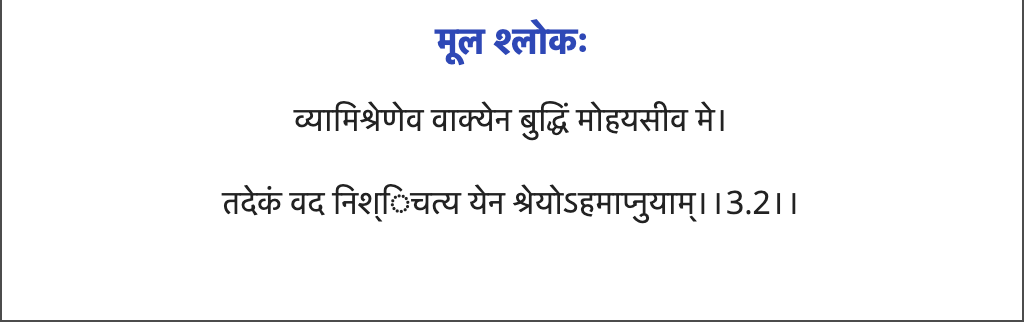 मूल श्लोकः
व्यामिश्रेणेव वाक्येन बुद्धिं मोहयसीव मे।
तदेकं वद निश्िचत्य येन श्रेयोऽहमाप्नुयाम्।।3.2।।